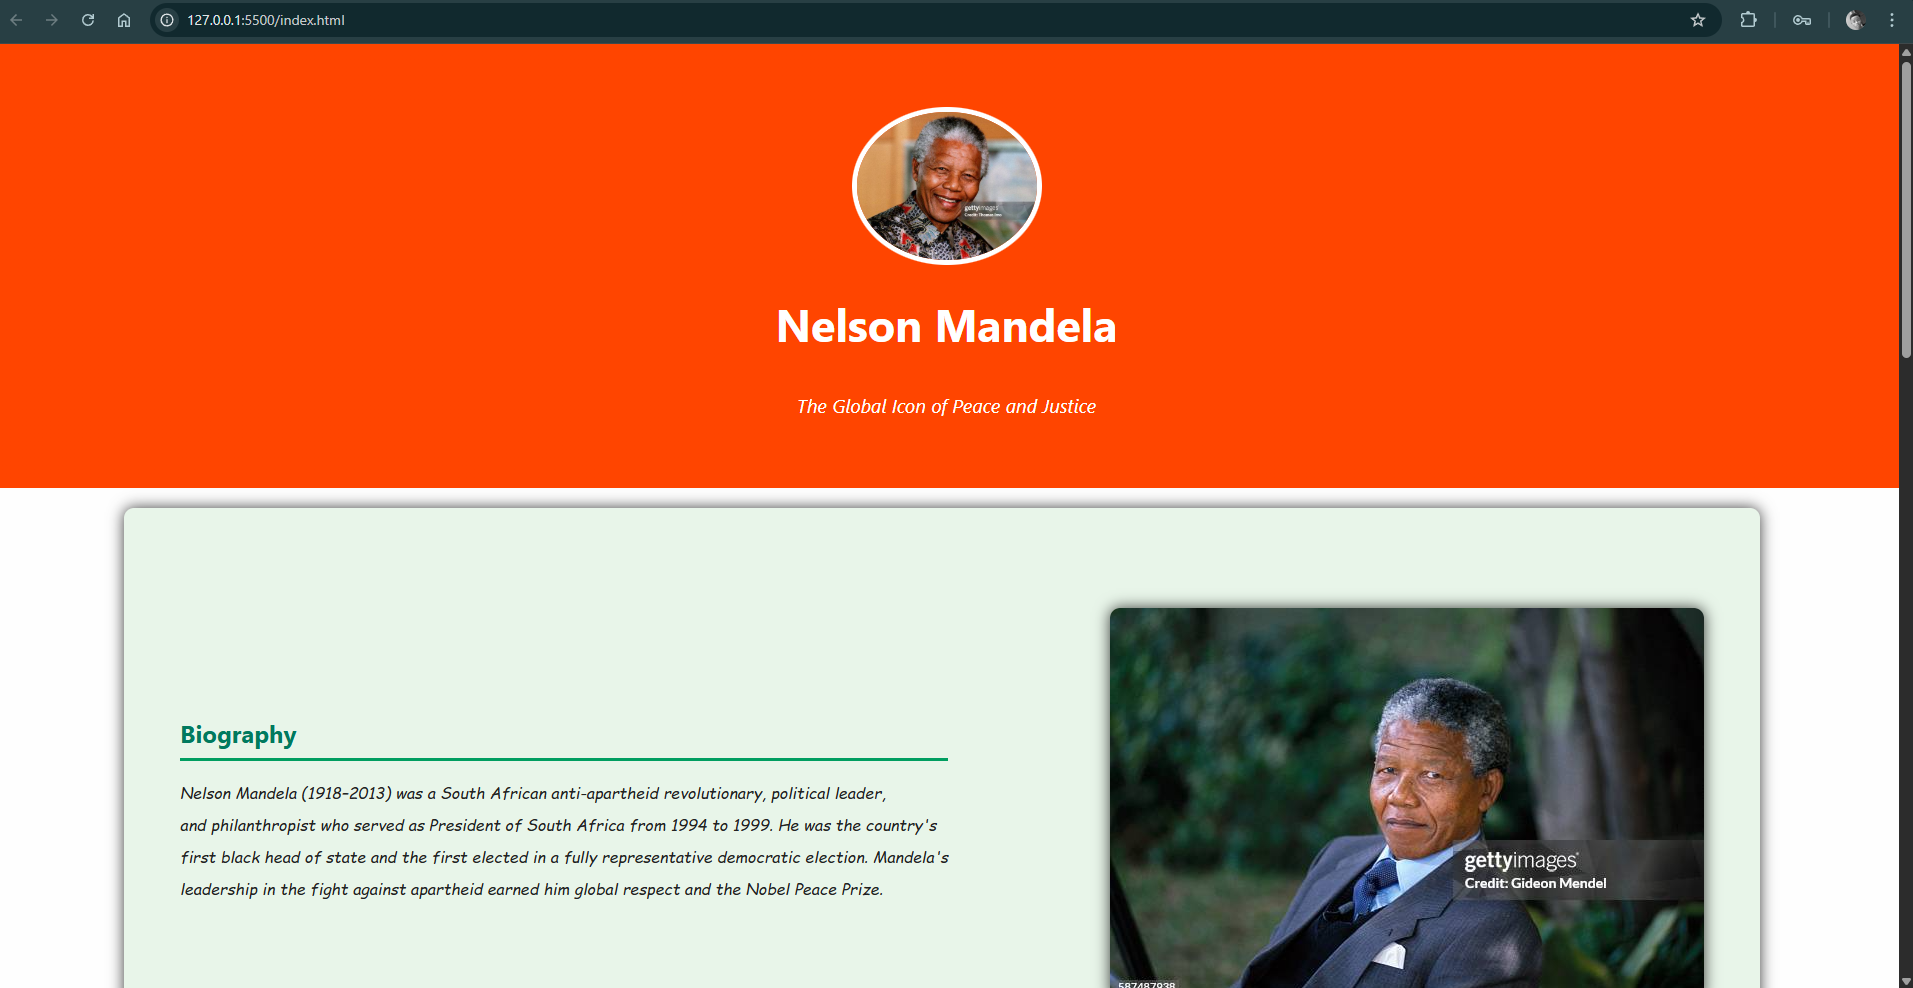 127.0.0.1:5500/index.html
gettyimages
Nelson Mandela
The Global Icon of Peace and Justice
Biography
Nelson Mandela (1918–2013) was a South African anti-apartheid revolutionary, political leader,
and philanthropist who served as President of South Africa from 1994 to 1999. He was the country's
first black head of state and the first elected in a fully representative democratic election. Mandela's
leadership in the fight against apartheid earned him global respect and the Nobel Peace Prize.
gettyimages
Credit: Gideon Mendel
587487938